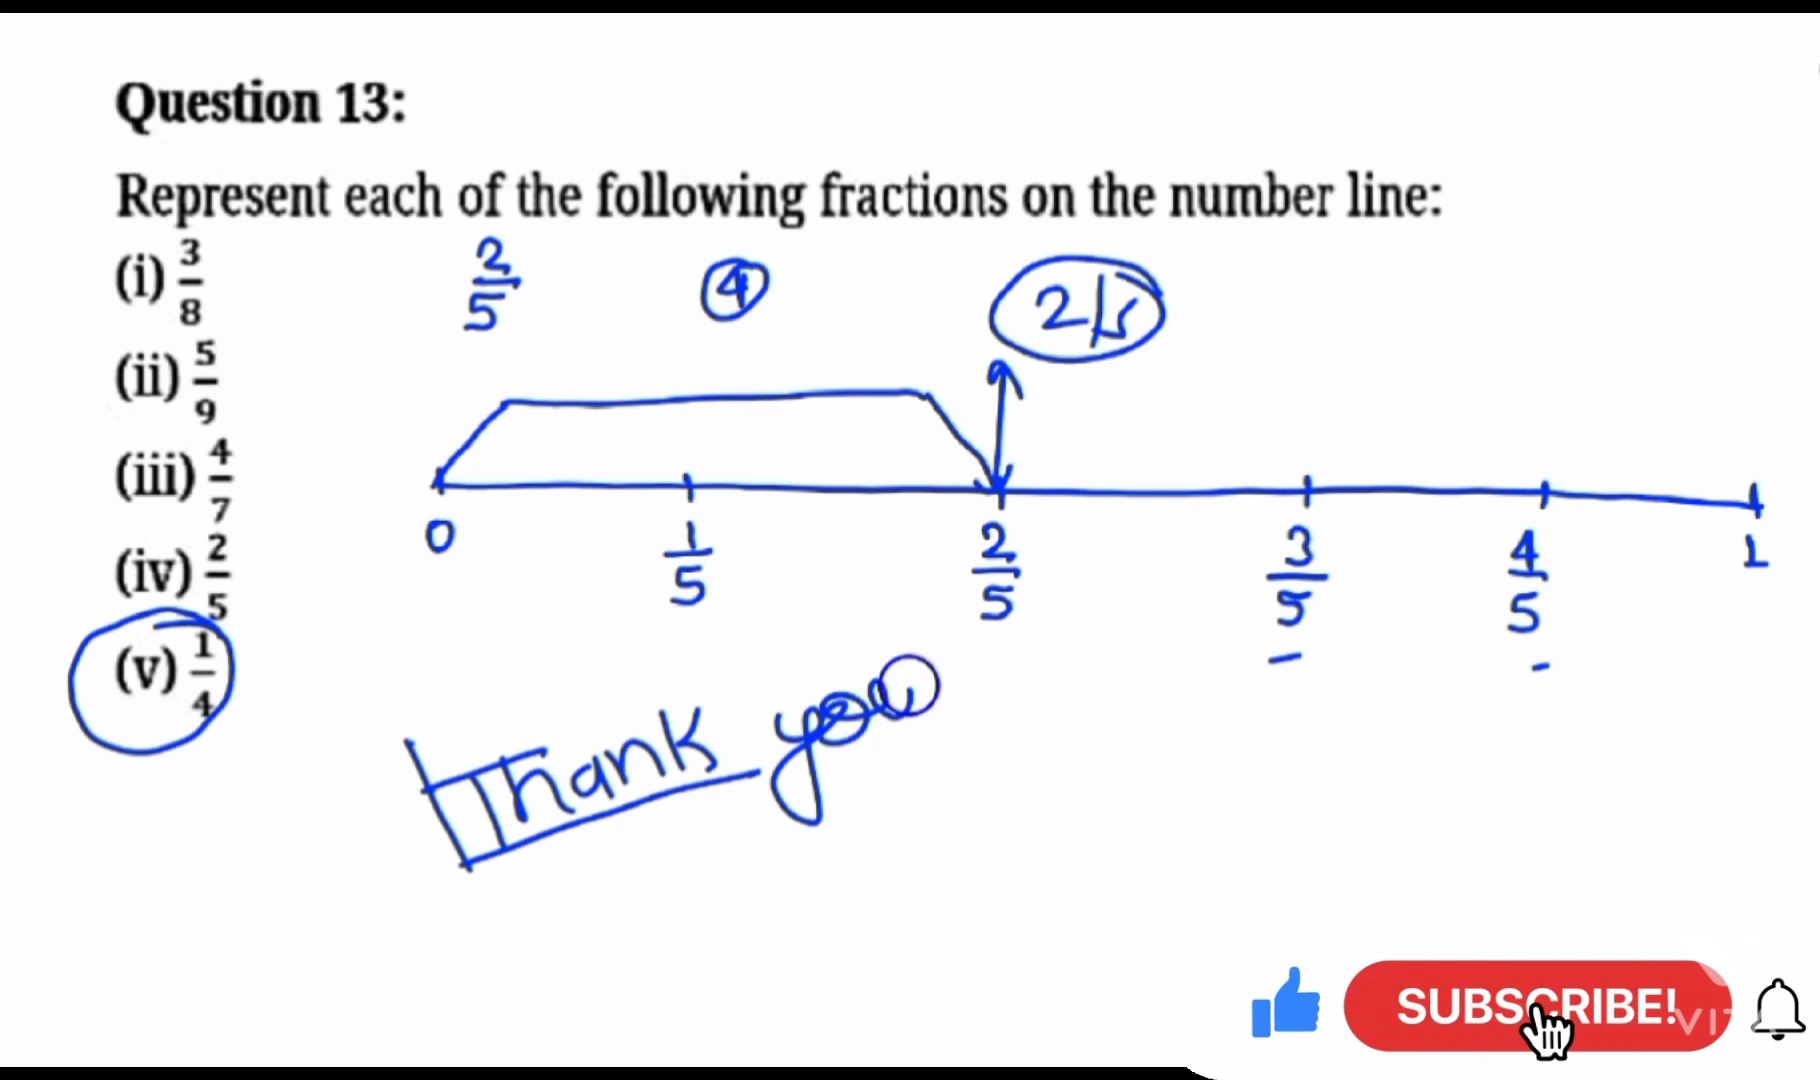 Question 13:
Represent each of the following fractions on the number line:
(i) 3/8
2/5
4
2/5
(ii) 5/9
(iii) 4/7
(iv) 2/5
(v) 1/4
0 1/5 2/5 3/5 4/5 1
Thank you
SUBSCRIBE!